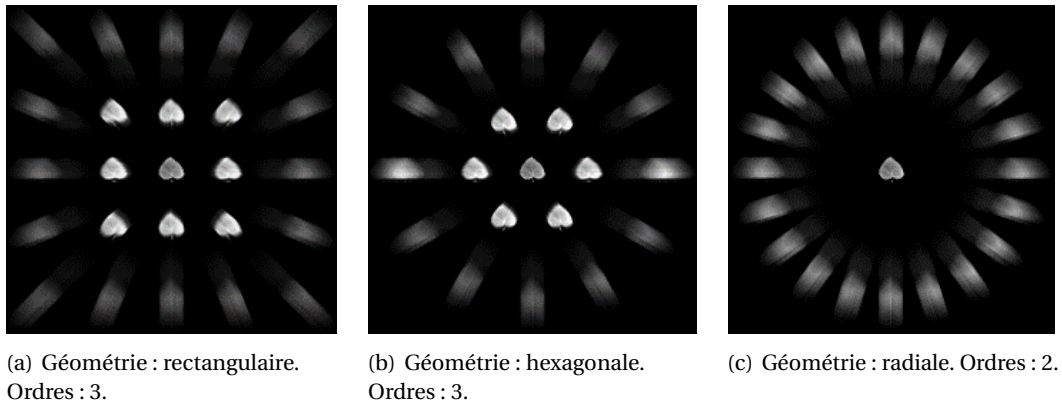 (a) Géométrie : rectangulaire.
Ordres : 3.
(b) Géométrie : hexagonale.
Ordres : 3.
(c) Géométrie : radiale. Ordres : 2.